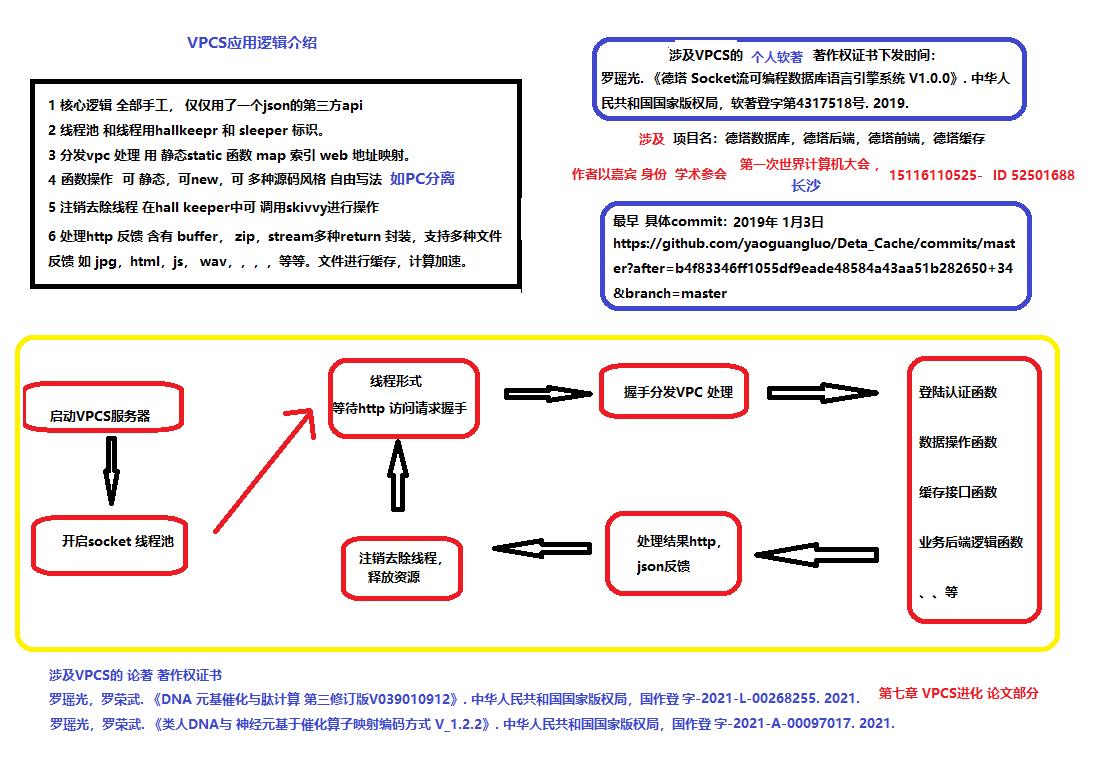 VPCS应用逻辑介绍
1 核心逻辑 全部手工， 仅仅用了一个json的第三方api
2 线程池 和线程用hallkeepr 和 sleeper 标识。
3 分发vpc 处理 用 静态static 函数 map 索引 web 地址映射。
4 函数操作 可 静态，可new，可 多种源码风格 自由写法 如PC分离
5 注销去除线程 在hall keeper中可 调用skivvy进行操作
6 处理http 反馈 含有 buffer， zip，stream多种return 封装，支持多种文件
反馈 如 jpg，html，js， wav，，，，等等。文件进行缓存，计算加速。
涉及VPCS的 个人软著 著作权证书下发时间：
罗瑶光. 《德塔 Socket流可编程数据库语言引擎系统 V1.0.0》. 中华人
民共和国国家版权局，软著登字第4317518号. 2019.
涉及 项目名：德塔数据库，德塔后端，德塔前端，德塔缓存
作者以嘉宾 身份 学术参会 第一次世界计算机大会 ，
长沙
15116110525- ID 52501688
最早 具体commit：2019年 1月3日
https://github.com/yaoguangluo/Deta_Cache/commits/mast
er?after=b4f83346ff1055df9eade48584a43aa51b282650+34
&branch=master
启动VPCS服务器
开启socket 线程池
线程形式
等待http 访问请求握手
握手分发VPC 处理
登陆认证函数
数据操作函数
缓存接口函数
业务后端逻辑函数
、、等
处理结果http，
json反馈
注销去除线程，
释放资源
涉及VPCS的 论著 著作权证书
罗瑶光，罗荣武. 《DNA 元基催化与肽计算 第三修订版V039010912》. 中华人民共和国国家版权局，国作登 字-2021-L-00268255. 2021. 第七章 VPCS进化 论文部分
罗瑶光，罗荣武. 《类人DNA与 神经元基于催化算子映射编码方式 V_1.2.2》. 中华人民共和国国家版权局，国作登 字-2021-A-00097017. 2021.